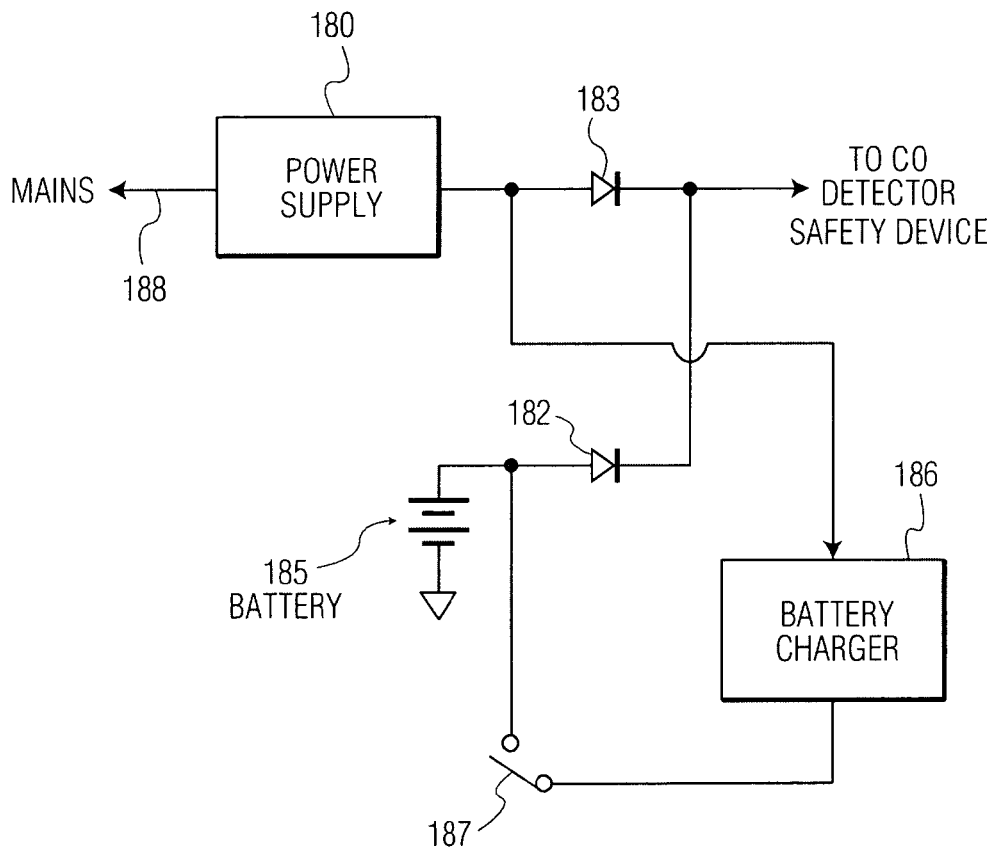 180
183
MAINS
POWER
SUPPLY
TO CO
DETECTOR
SAFETY DEVICE
188
182
186
185
BATTERY
BATTERY
CHARGER
187